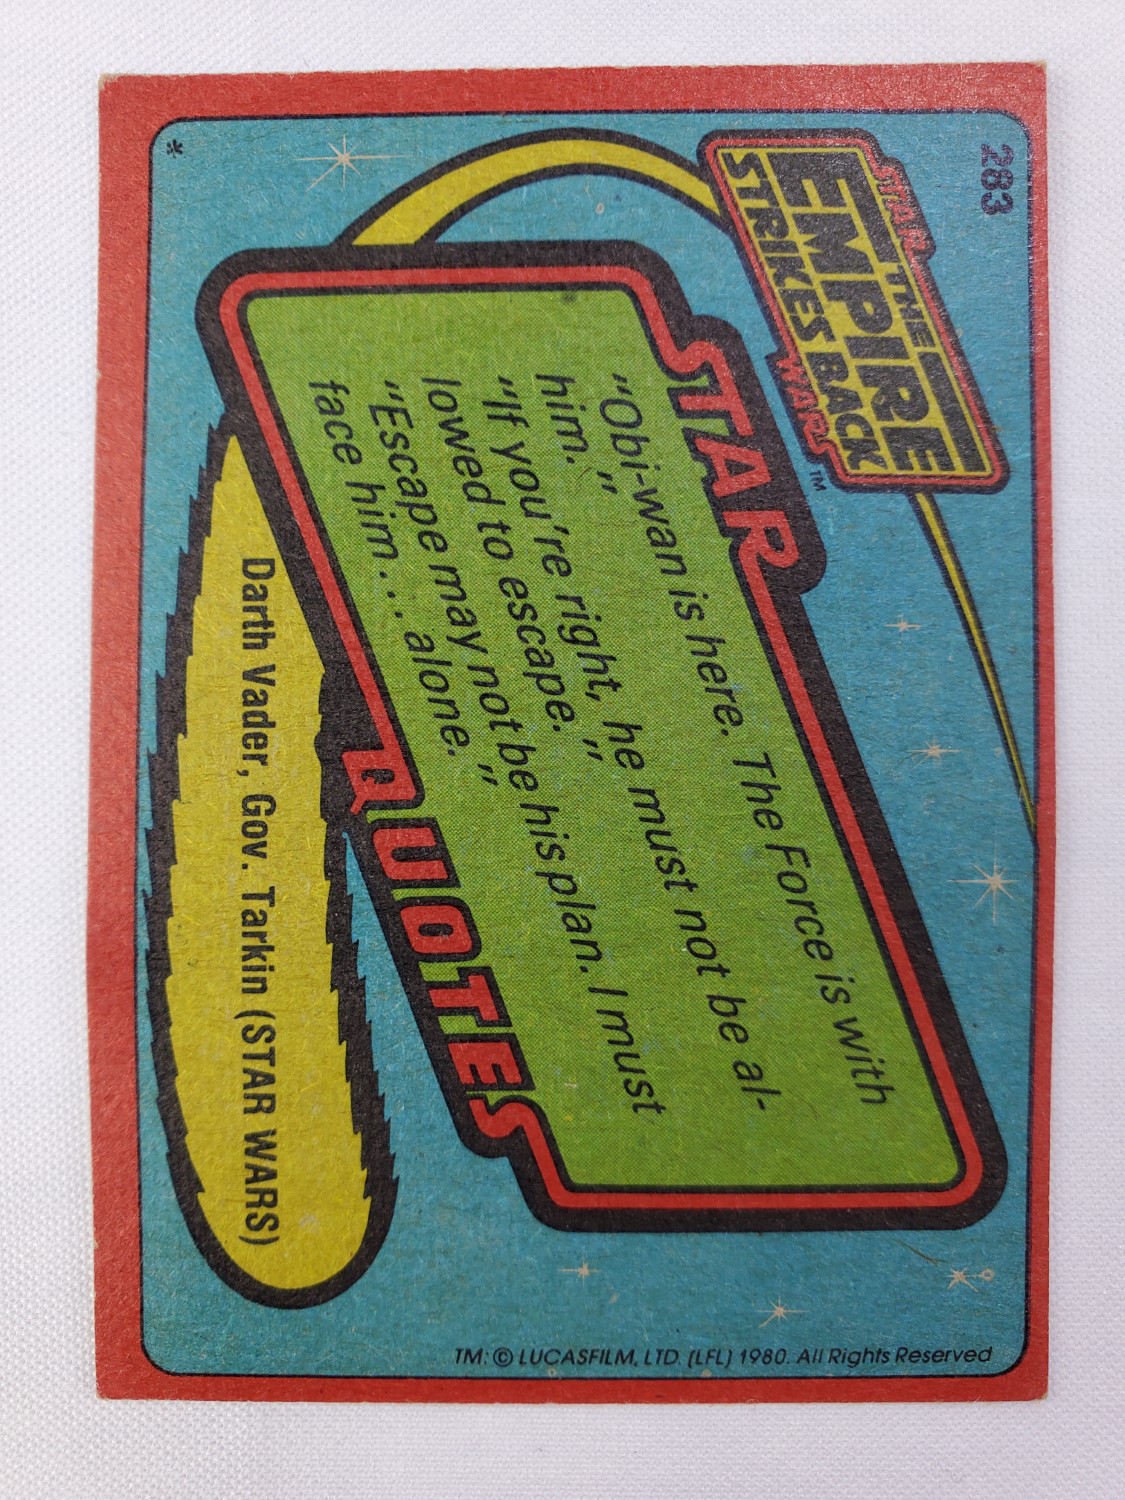 283
STAR
THE
EMPIRE
STRIKES BACK
WARS ™
STAR
"Obi-wan is here. The Force is with
him."
"If you're right, he must not be al-
lowed to escape."
"Escape may not be his plan. I must
face him . . . alone."
QUOTES
Darth Vader, Gov. Tarkin (STAR WARS)
*
TM: © LUCASFILM, LTD. (LFL) 1980. All Rights Reserved